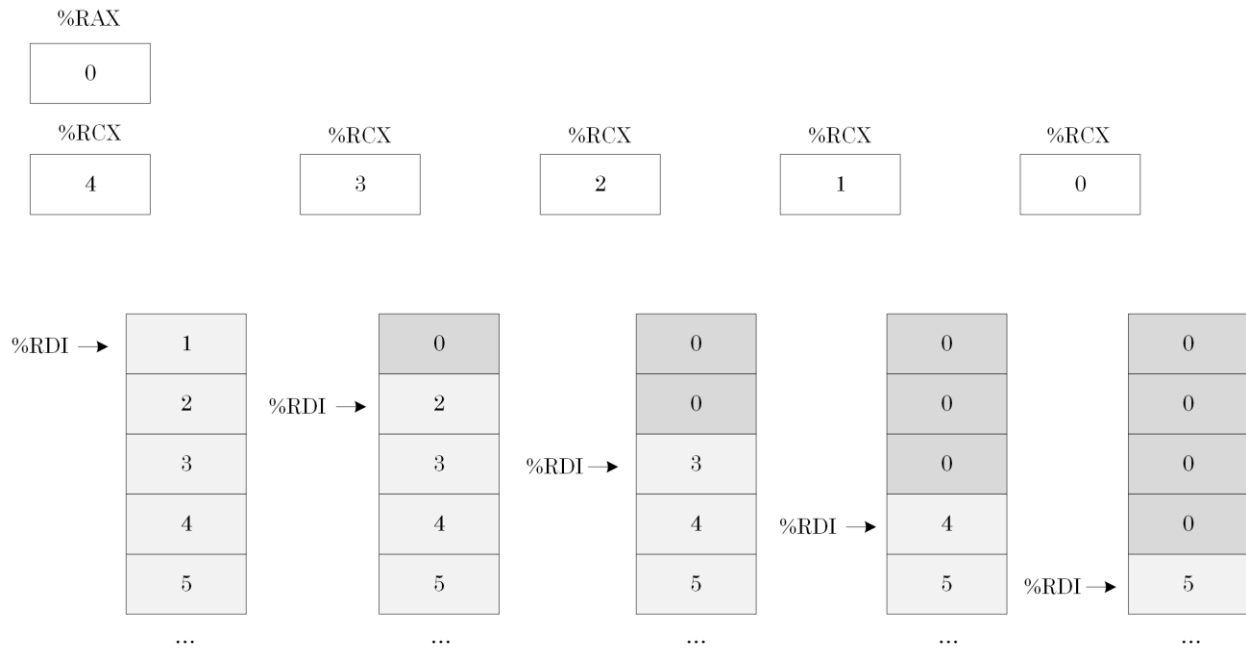 %RAX
0
%RCX %RCX %RCX %RCX %RCX
4 3 2 1 0
%RDI 1 0 0 0 0
2 %RDI 2 0 0 0
3 3 %RDI 3 0 0
4 4 4 %RDI 4 0
5 5 5 5 %RDI 5
... ... ... ... ...